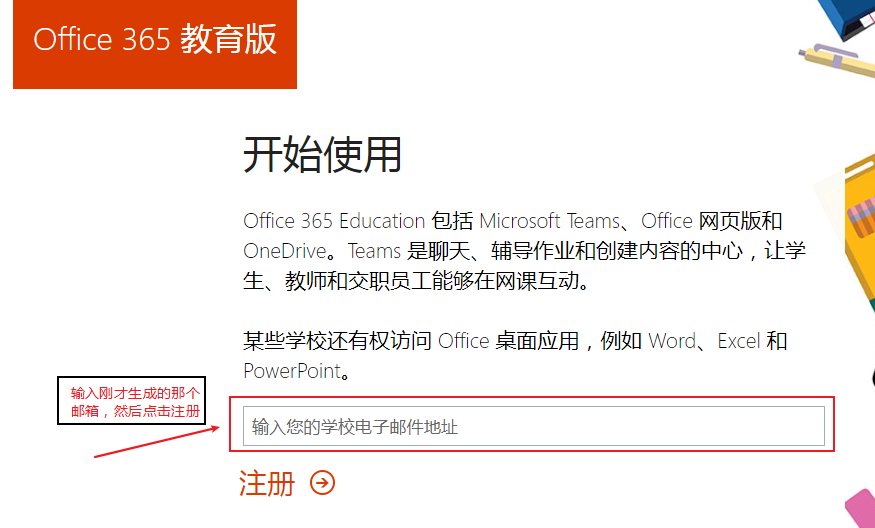 Office 365 教育版
开始使用
Office 365 Education 包括 Microsoft Teams、Office 网页版和
OneDrive。Teams 是聊天、辅导作业和创建内容的中心，让学
生、教师和交职员工能够在网课互动。
某些学校还有权访问 Office 桌面应用，例如 Word、Excel 和
PowerPoint。
输入刚才生成的那个
邮箱，然后点击注册
输入您的学校电子邮件地址
注册